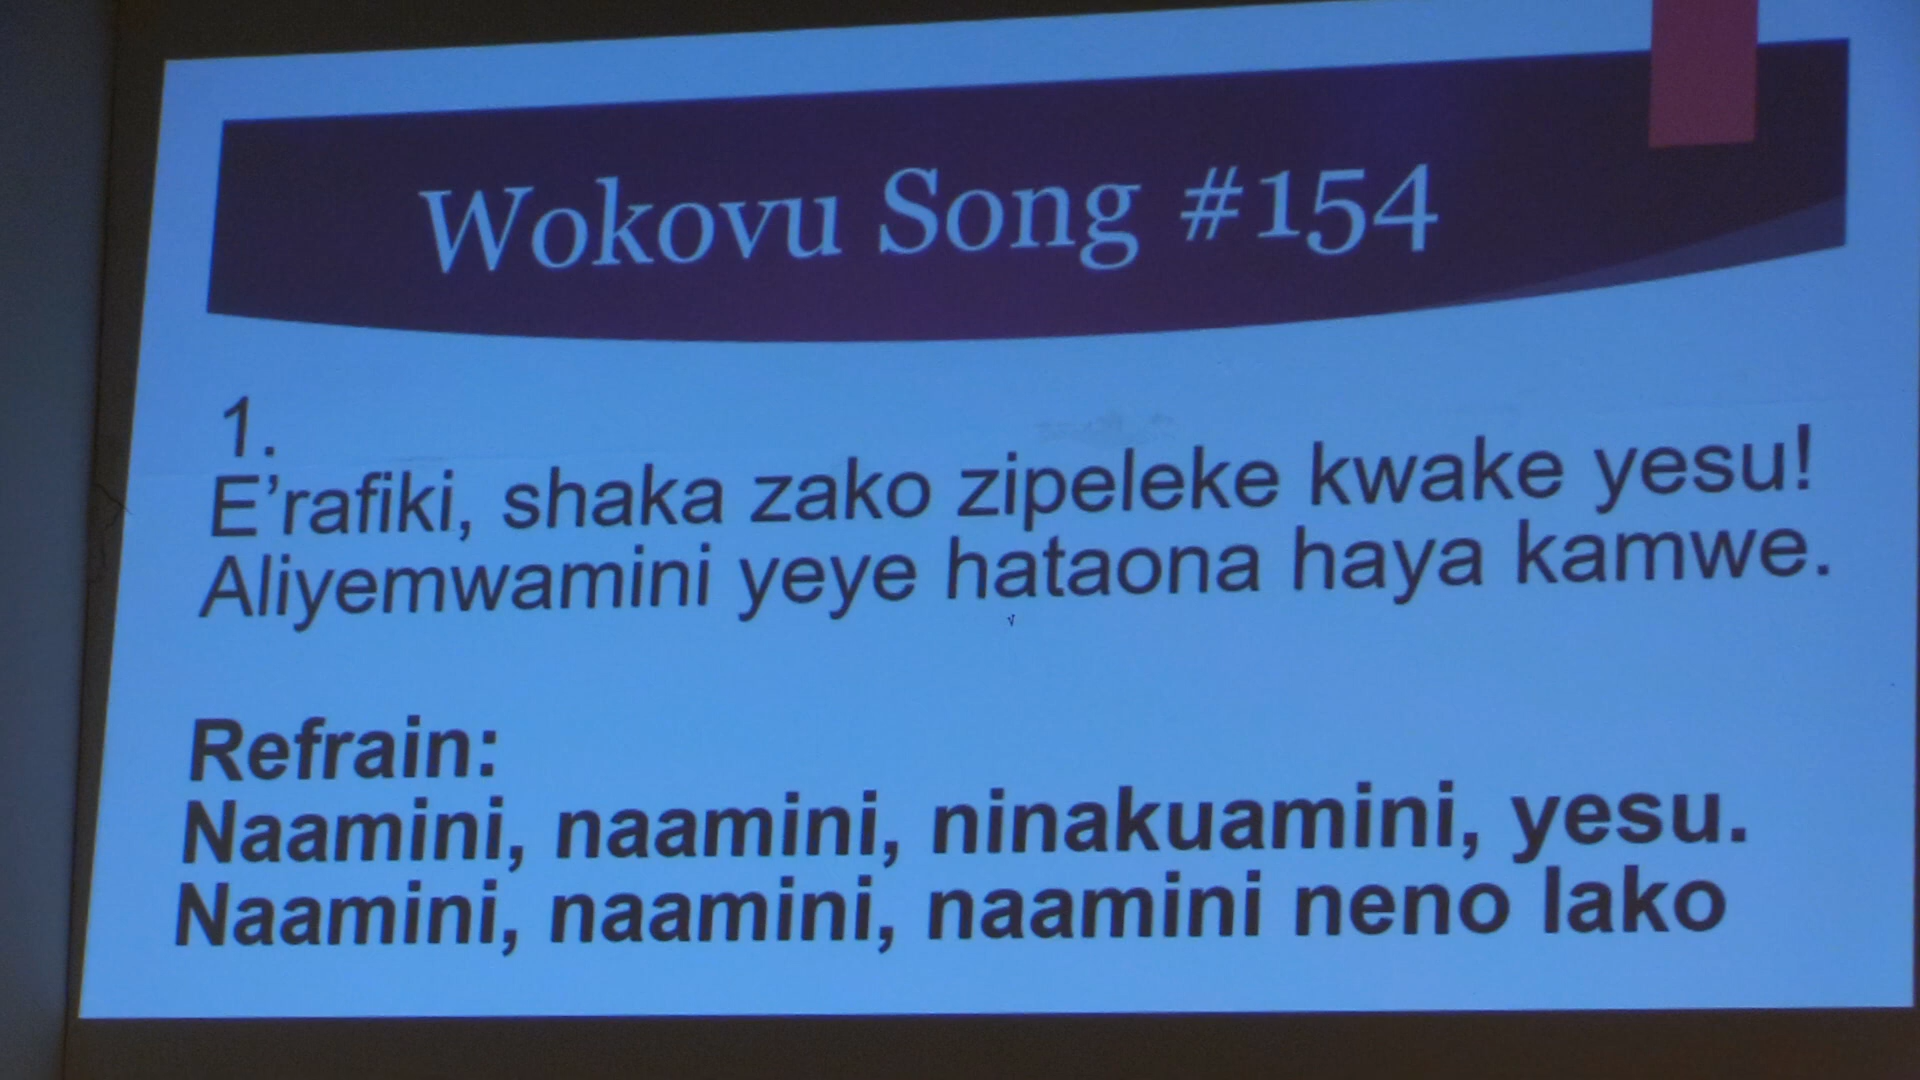 Wokovu Song #154
1.
E’rafiki, shaka zako zipeleke kwake yesu!
Aliyemwamini yeye hataona haya kamwe.
Refrain:
Naamini, naamini, ninakuamini, yesu.
Naamini, naamini, naamini neno lako